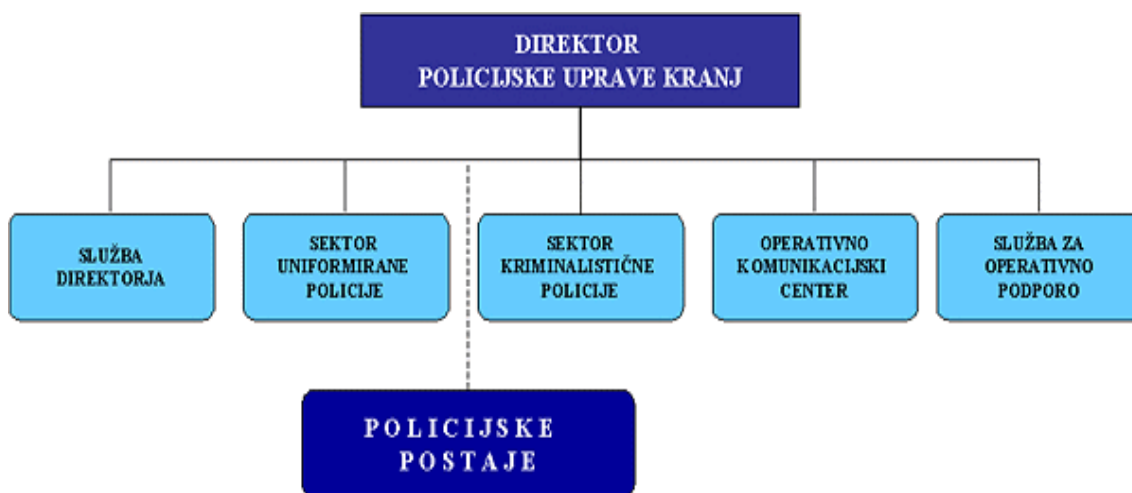 DIREKTOR
POLICIJSKE UPRAVE KRANJ
SLUŽBA
DIREKTORJA
SEKTOR
UNIFORMIRANE
POLICIJE
SEKTOR
KRIMINALISTIČNE
POLICIJE
OPERATIVNO
KOMUNIKACIJSKI
CENTER
SLUŽBA ZA
OPERATIVNO
PODPORO
POLICIJSKE
POSTAJE